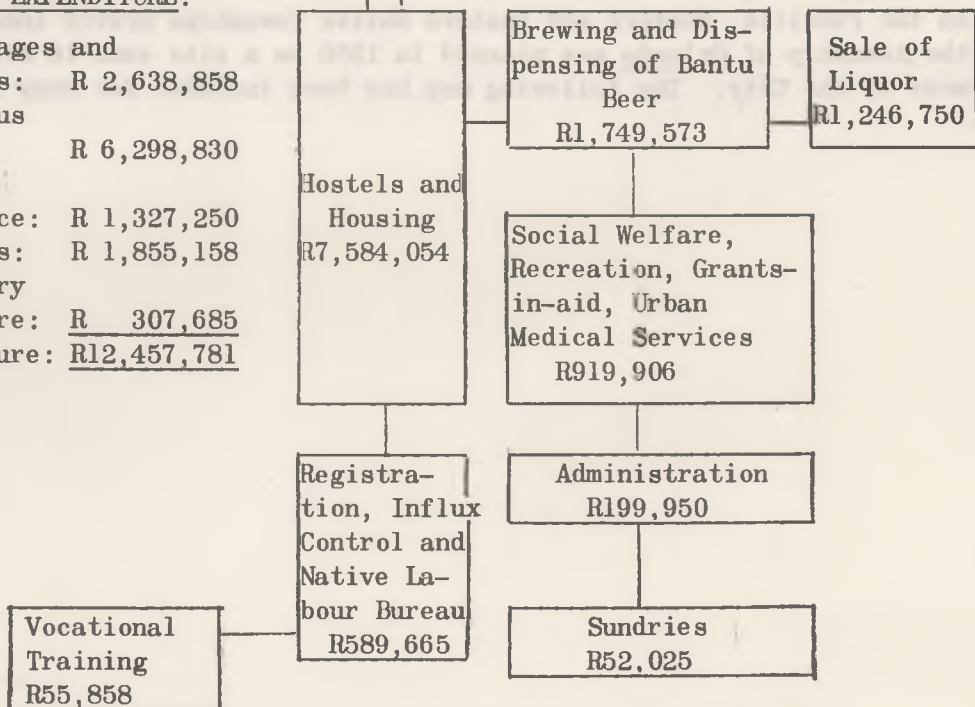 EXPENDITURE:
ages and
s: R 2,638,858
us
R 6,298,830
ce: R 1,327,250
s: R 1,855,158
ry
re: R 307,685
ure: R12,457,781
Hostels and
Housing
R7,584,054
Brewing and Dis-
pensing of Bantu
Beer
R1,749,573
Sale of
Liquor
R1,246,750
Social Welfare,
Recreation, Grants-
in-aid, Urban
Medical Services
R919,906
Registra-
tion, Influx
Control and
Native La-
bour Bureau
R589,665
Administration
R199,950
Vocational
Training
R55,858
Sundries
R52,025